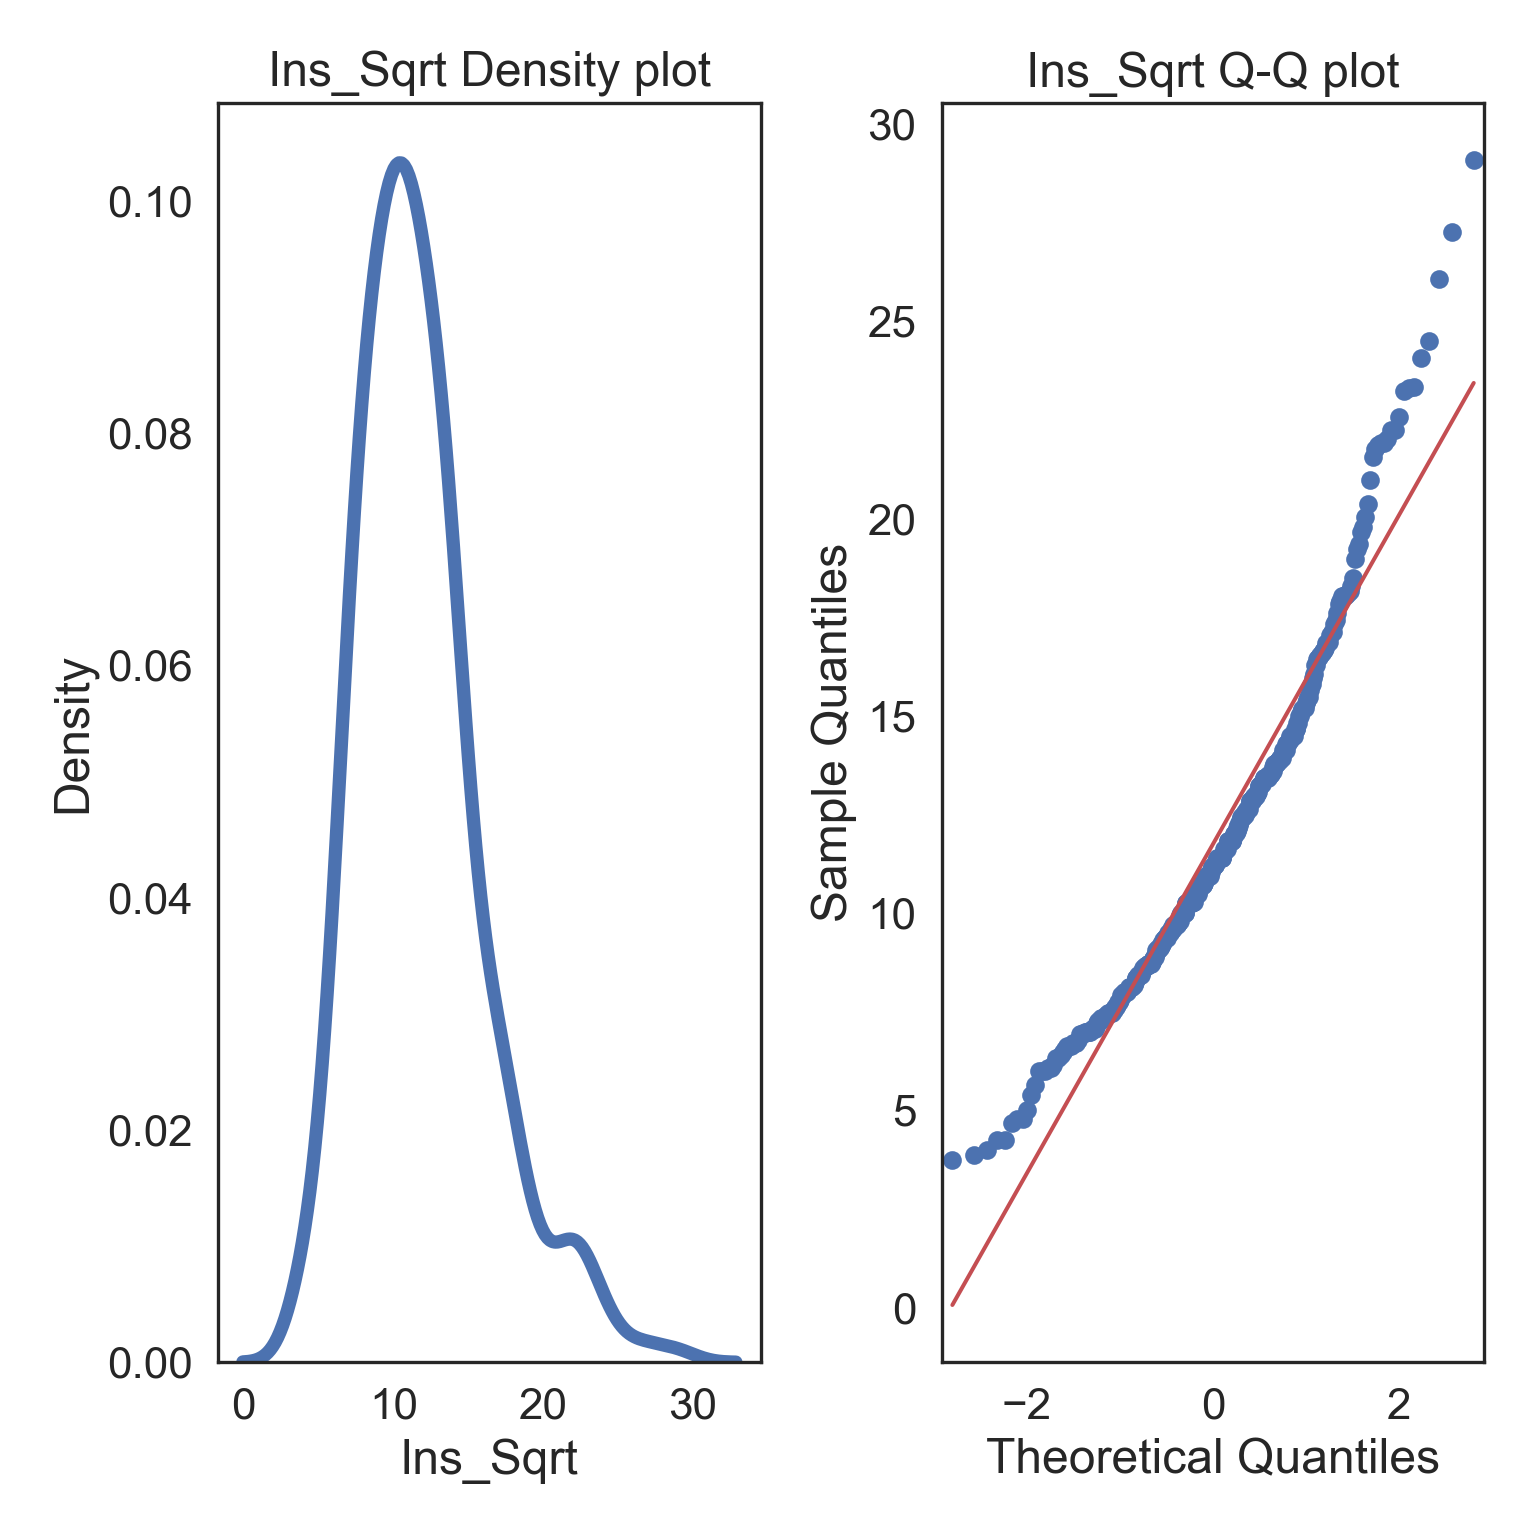 Ins_Sqrt Density plot
0.10
0.08
0.06
0.04
0.02
0.00
Density
0 10 20 30
Ins_Sqrt
Ins_Sqrt Q-Q plot
30
25
20
15
10
5
0
Sample Quantiles
−2 0 2
Theoretical Quantiles